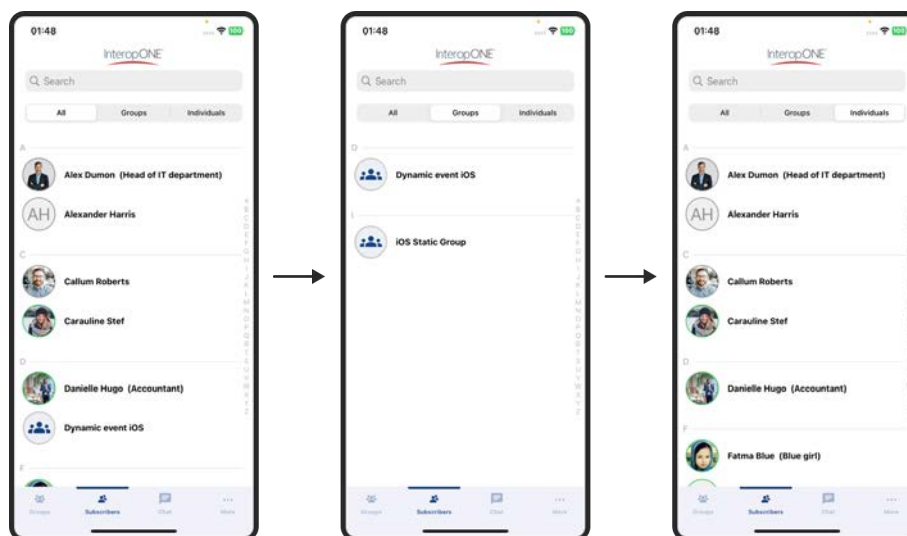 01:48
100
InteropONE
Search
All Groups Individuals
A
Alex Dumon (Head of IT department)
AH Alexander Harris
C
Callum Roberts
Carauline Stef
D
Danielle Hugo (Accountant)
Dynamic event iOS
F
Groups Subscribers Chat More
01:48
100
InteropONE
Search
All Groups Individuals
D
Dynamic event iOS
I
iOS Static Group
Groups Subscribers Chat More
01:48
100
InteropONE
Search
All Groups Individuals
A
Alex Dumon (Head of IT department)
AH Alexander Harris
C
Callum Roberts
Carauline Stef
D
Danielle Hugo (Accountant)
F
Fatma Blue (Blue girl)
Groups Subscribers Chat More